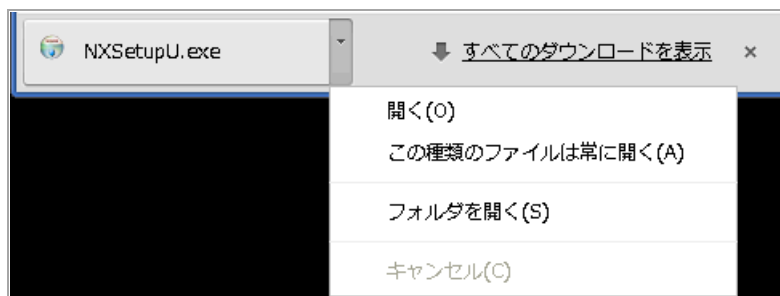 NXSetupU.exe
すべてのダウンロードを表示
開く(O)
この種類のファイルは常に開く(A)
フォルダを開く(S)
キャンセル(C)